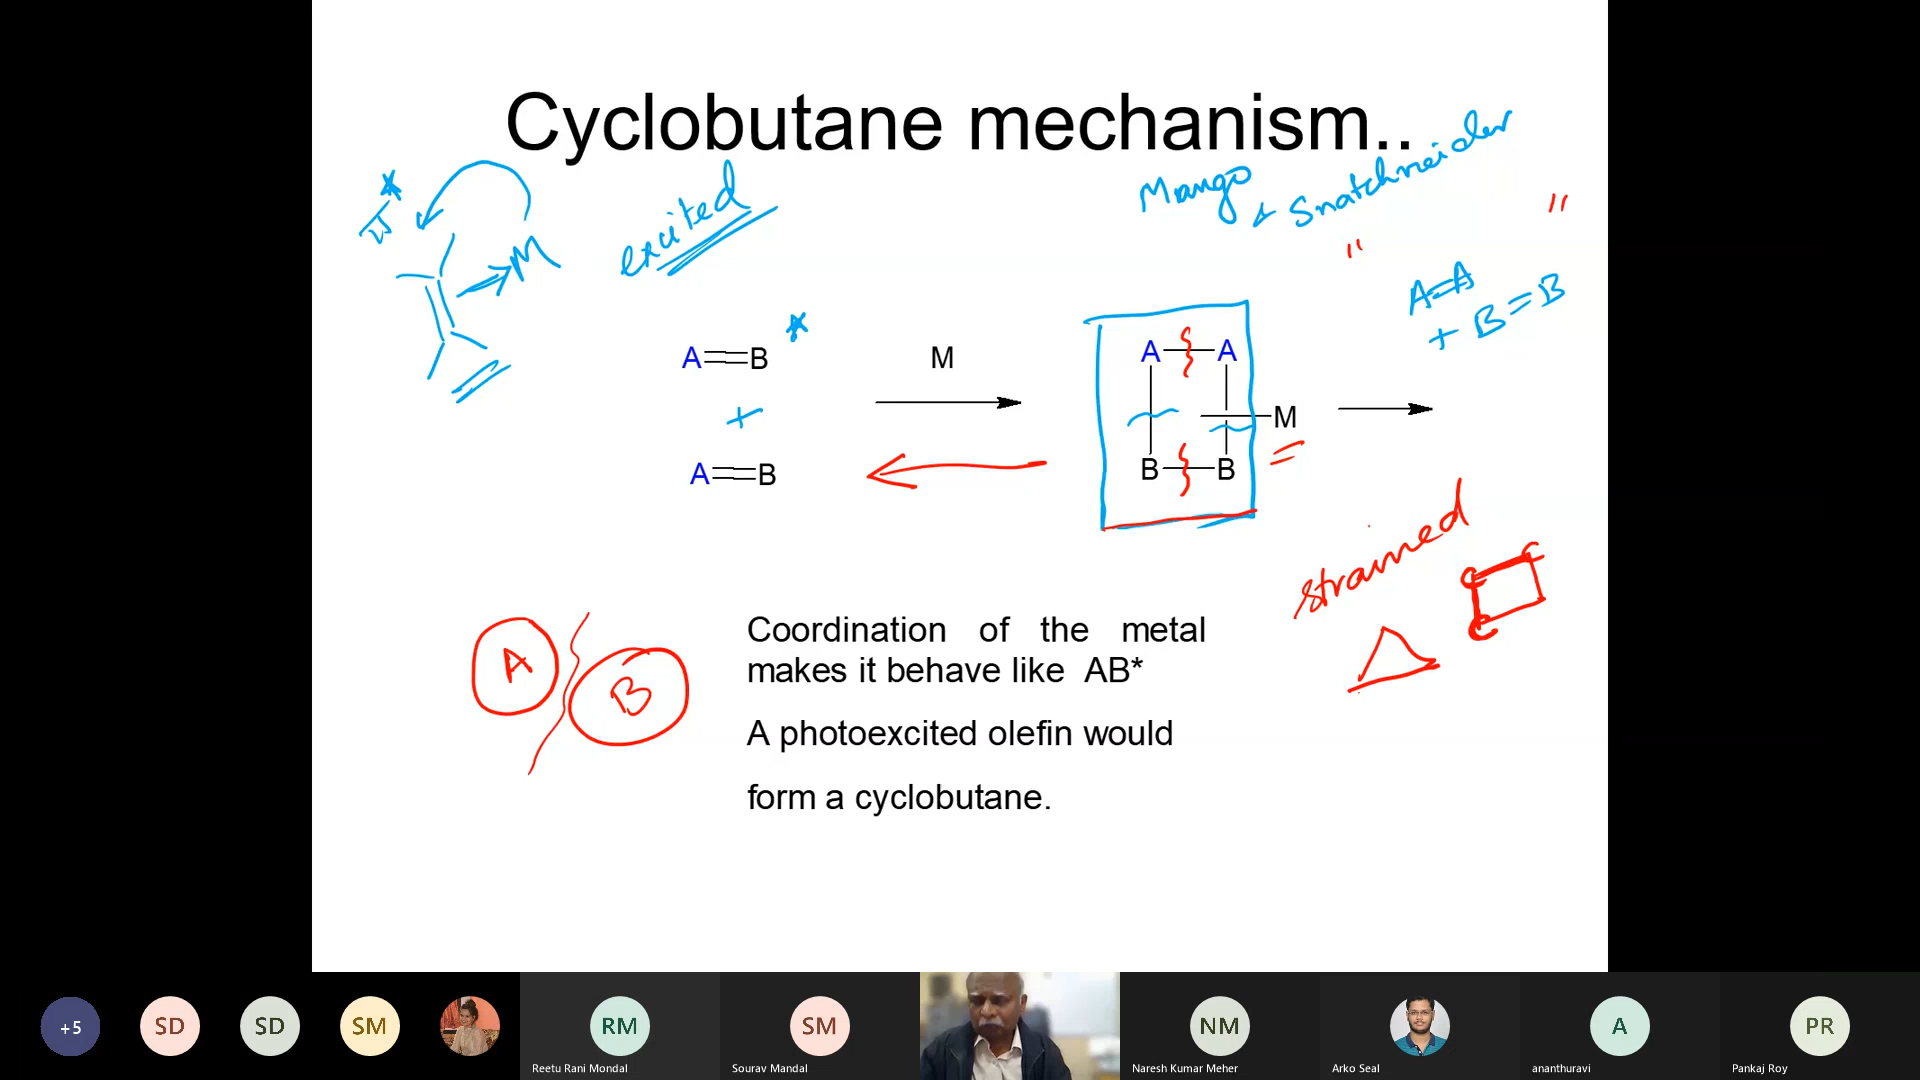 Cyclobutane mechanism..
π*
M
excited
Mango & Snatchneider
"
"
A=A
+ B=B
A=B *
+
A=B
M
A A
M
B B
strained
C C
C
A
B
Coordination of the metal
makes it behave like AB*
A photoexcited olefin would
form a cyclobutane.
+5
SD
SD
SM
RM
Reetu Rani Mondal
SM
Sourav Mandal
NM
Naresh Kumar Meher
Arko Seal
A
ananthuravi
PR
Pankaj Roy